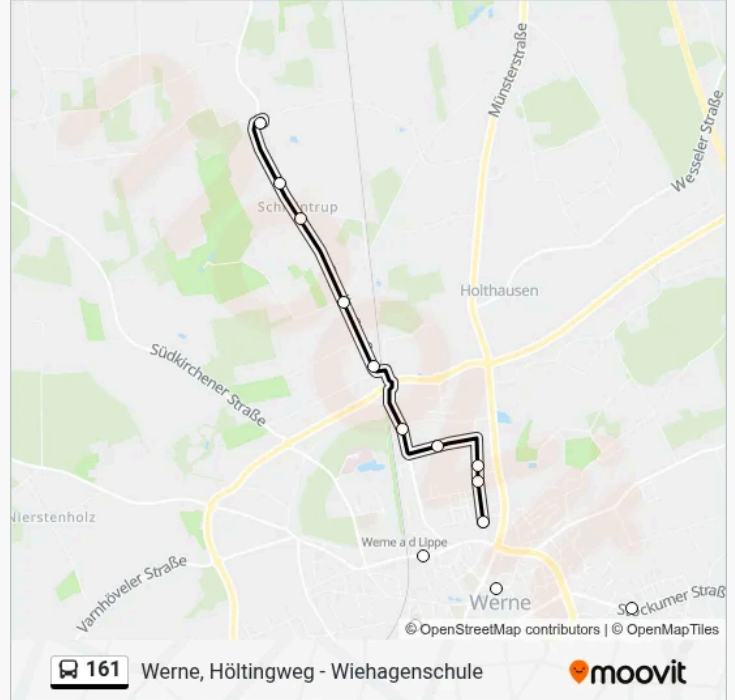 Münsterstraße
Wesseler Straße
Holthausen
Südkirchener Straße
Werne a d Lippe
Varnhöveler Straße
Werne
© OpenStreetMap contributors | © OpenMapTiles
161
Werne, Höltingweg - Wiehagenschule
moovit